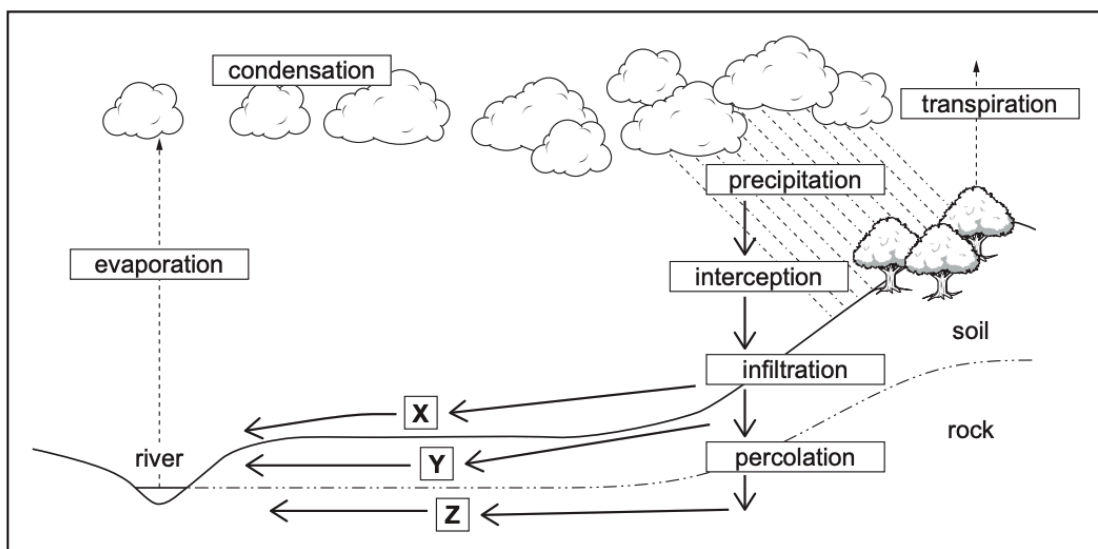 condensation
transpiration
precipitation
evaporation
interception
soil
infiltration
X
rock
river
Y
percolation
Z